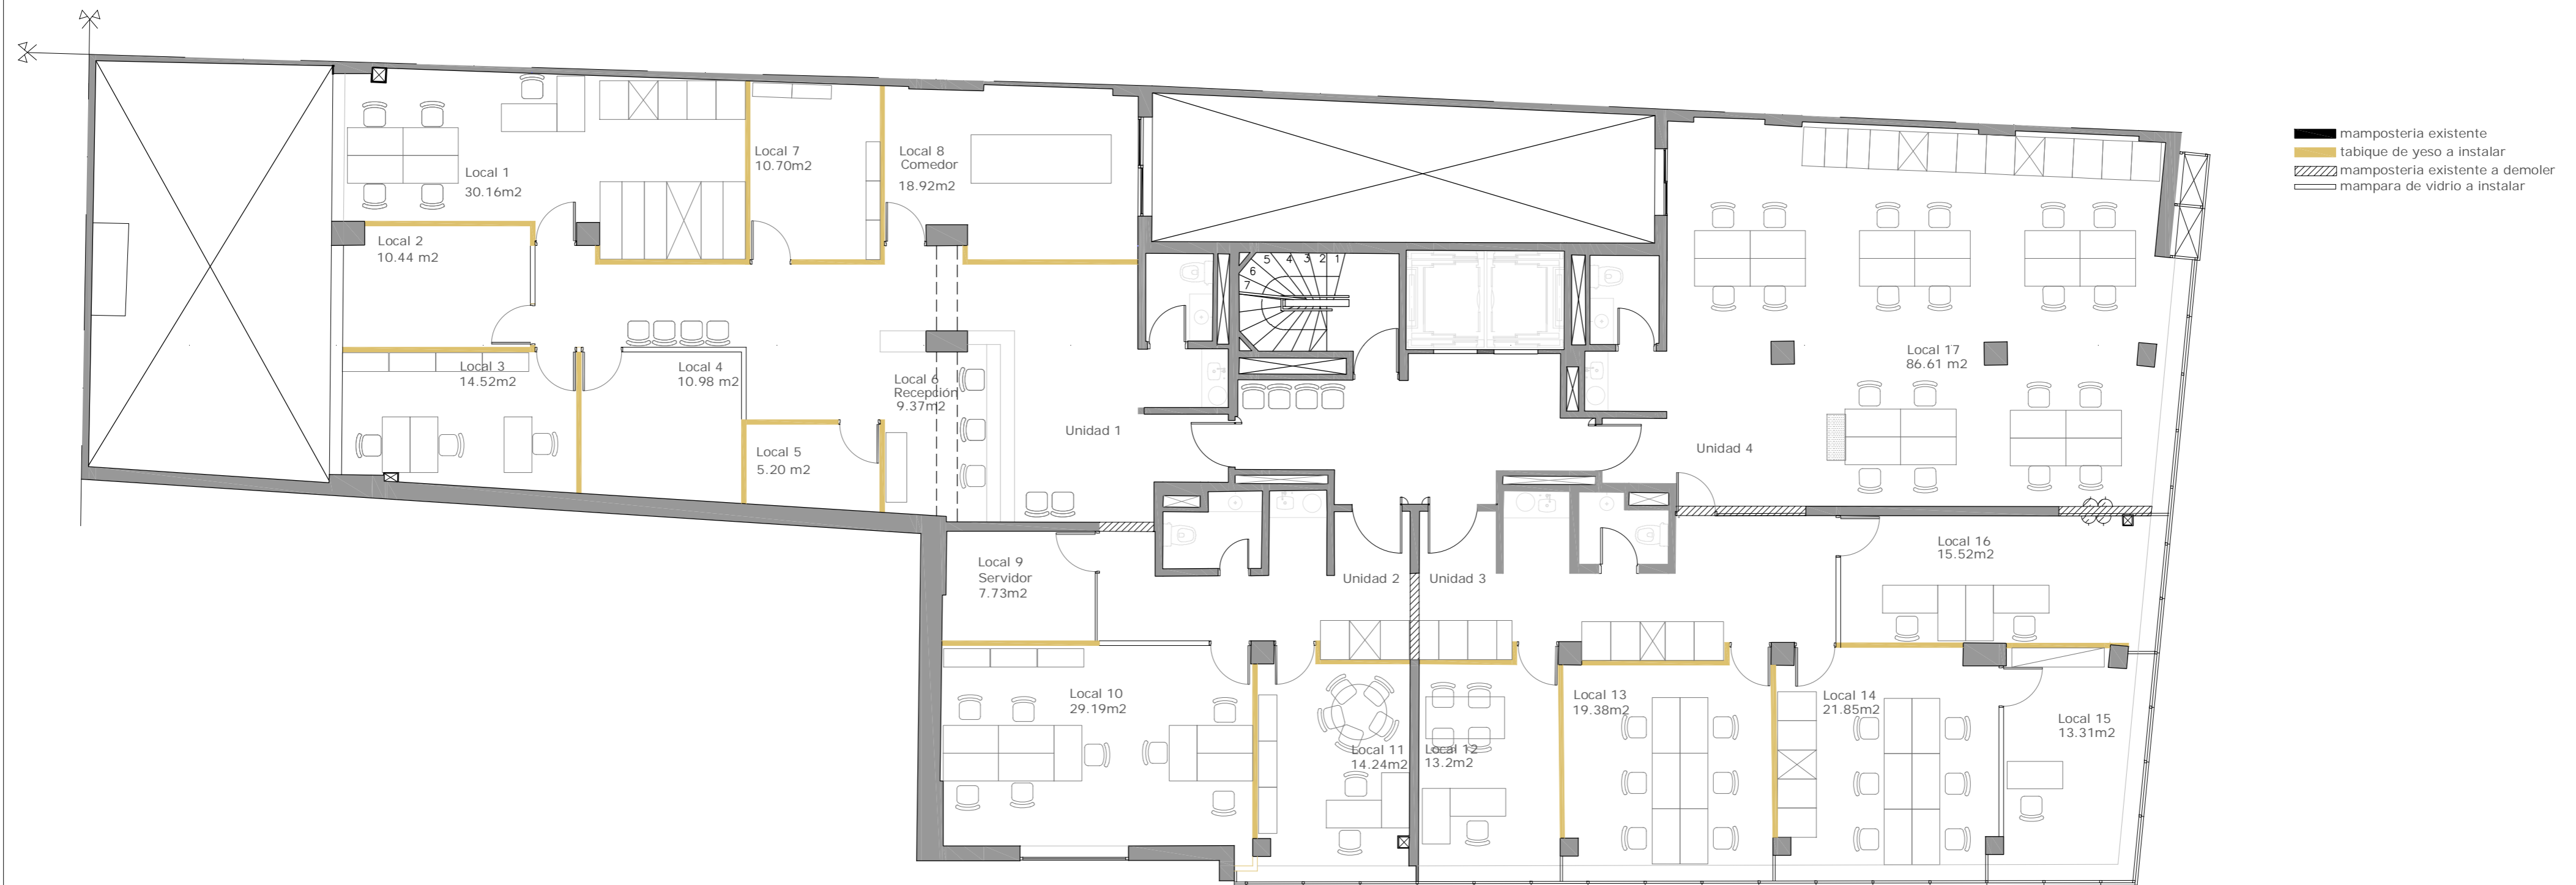 Local 1
30.16m2
Local 2
10.44 m2
Local 3
14.52m2
Local 4
10.98 m2
Local 5
5.20 m2
Local 6
Recepción
9.37m2
Local 7
10.70m2
Local 8
Comedor
18.92m2
Unidad 1
7
6
5
4
3
2
1
Local 9
Servidor
7.73m2
Local 10
29.19m2
Local 11
14.24m2
Unidad 2
Unidad 3
Local 12
13.2m2
Local 13
19.38m2
Local 14
21.85m2
Local 15
13.31m2
Local 16
15.52m2
Local 17
86.61 m2
Unidad 4
mamposteria existente
tabique de yeso a instalar
mamposteria existente a demoler
mampara de vidrio a instalar